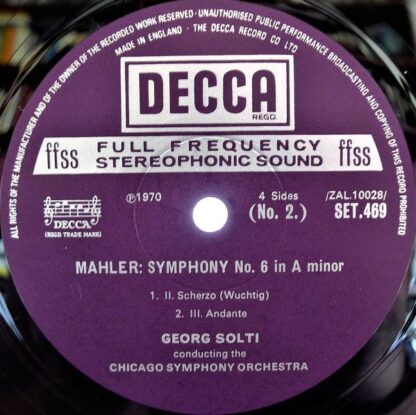 ALL RIGHTS OF THE MANUFACTURER AND OF THE OWNER OF THE RECORDED WORK RESERVED · UNAUTHORISED PUBLIC PERFORMANCE BROADCASTING AND COPYING OF THIS RECORD PROHIBITED
MADE IN ENGLAND · THE DECCA RECORD CO LTD
DECCA
REGD.
ffss FULL FREQUENCY STEREOPHONIC SOUND ffss
DECCA
(REGD TRADE MARK)
℗1970
4 Sides
(No. 2.)
/ZAL.10028/
SET.469
MAHLER: SYMPHONY No. 6 in A minor
1. II. Scherzo (Wuchtig)
2. III. Andante
GEORG SOLTI
conducting the
CHICAGO SYMPHONY ORCHESTRA